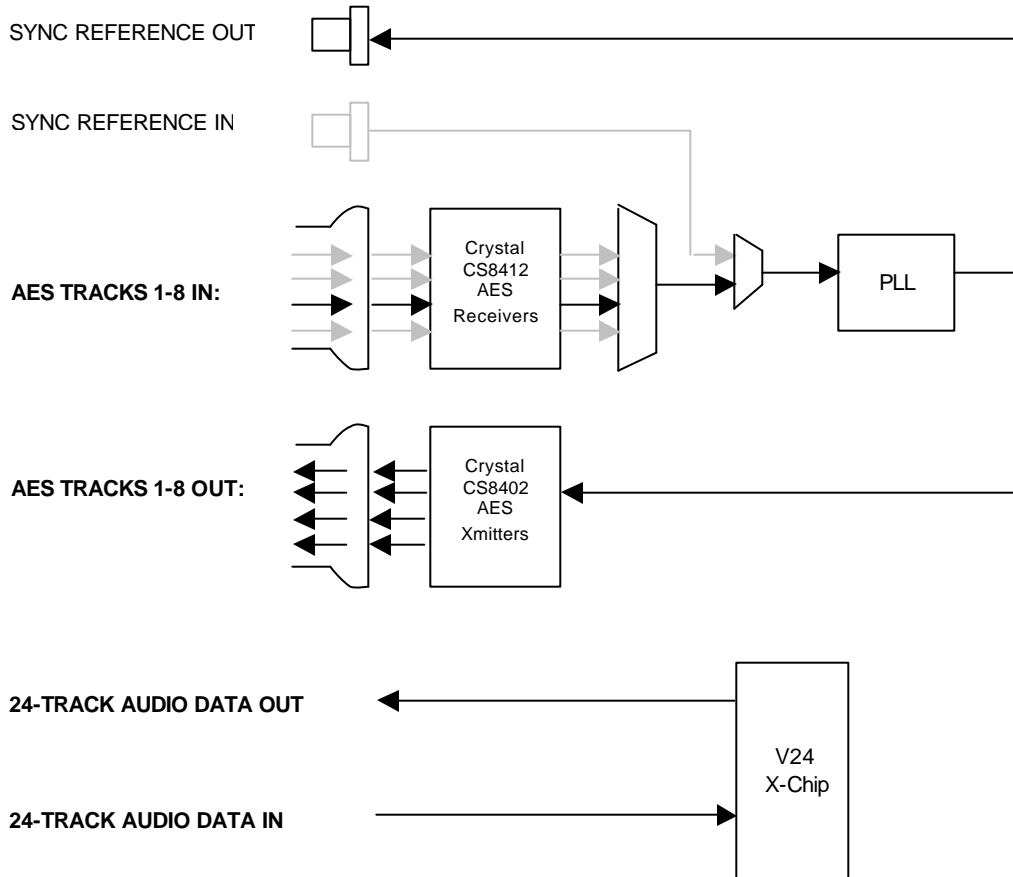 SYNC REFERENCE OUT
SYNC REFERENCE IN
AES TRACKS 1-8 IN:
Crystal
CS8412
AES
Receivers
PLL
AES TRACKS 1-8 OUT:
Crystal
CS8402
AES
Xmitters
24-TRACK AUDIO DATA OUT
V24
X-Chip
24-TRACK AUDIO DATA IN